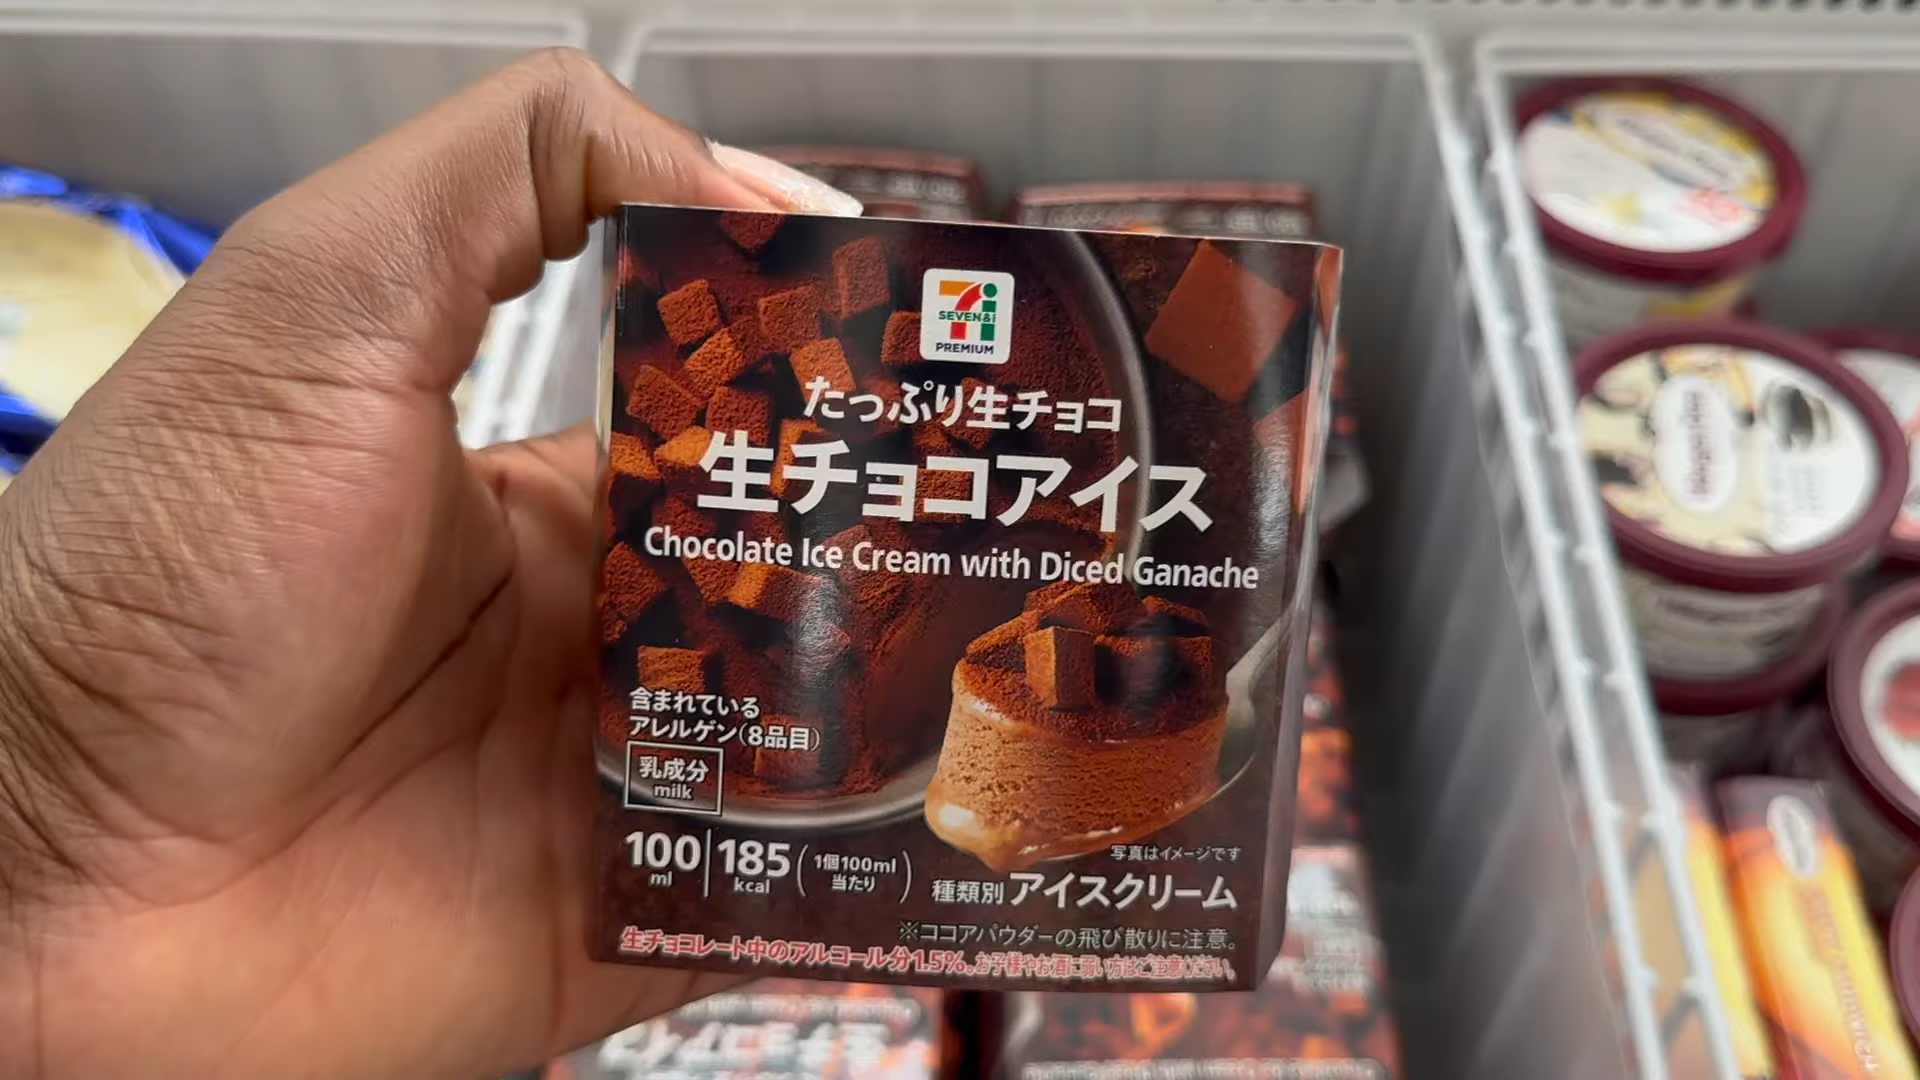 SEVEN&i
PREMIUM
たっぷり生チョコ
生チョコアイス
Chocolate Ice Cream with Diced Ganache
含まれている
アレルゲン(8品目)
乳成分
milk
100 ml 185 kcal (1個100ml当たり)
写真はイメージです
種類別 アイスクリーム
※ココアパウダーの飛び散りに注意。
生チョコレート中のアルコール分1.5%。お子様やお酒に弱い方はご注意ください。
生チョコアイ